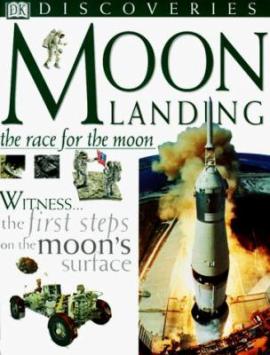 DK DISCOVERIES
MOON
LANDING
the race for the moon
WITNESS...
the first steps
on the moon's
surface